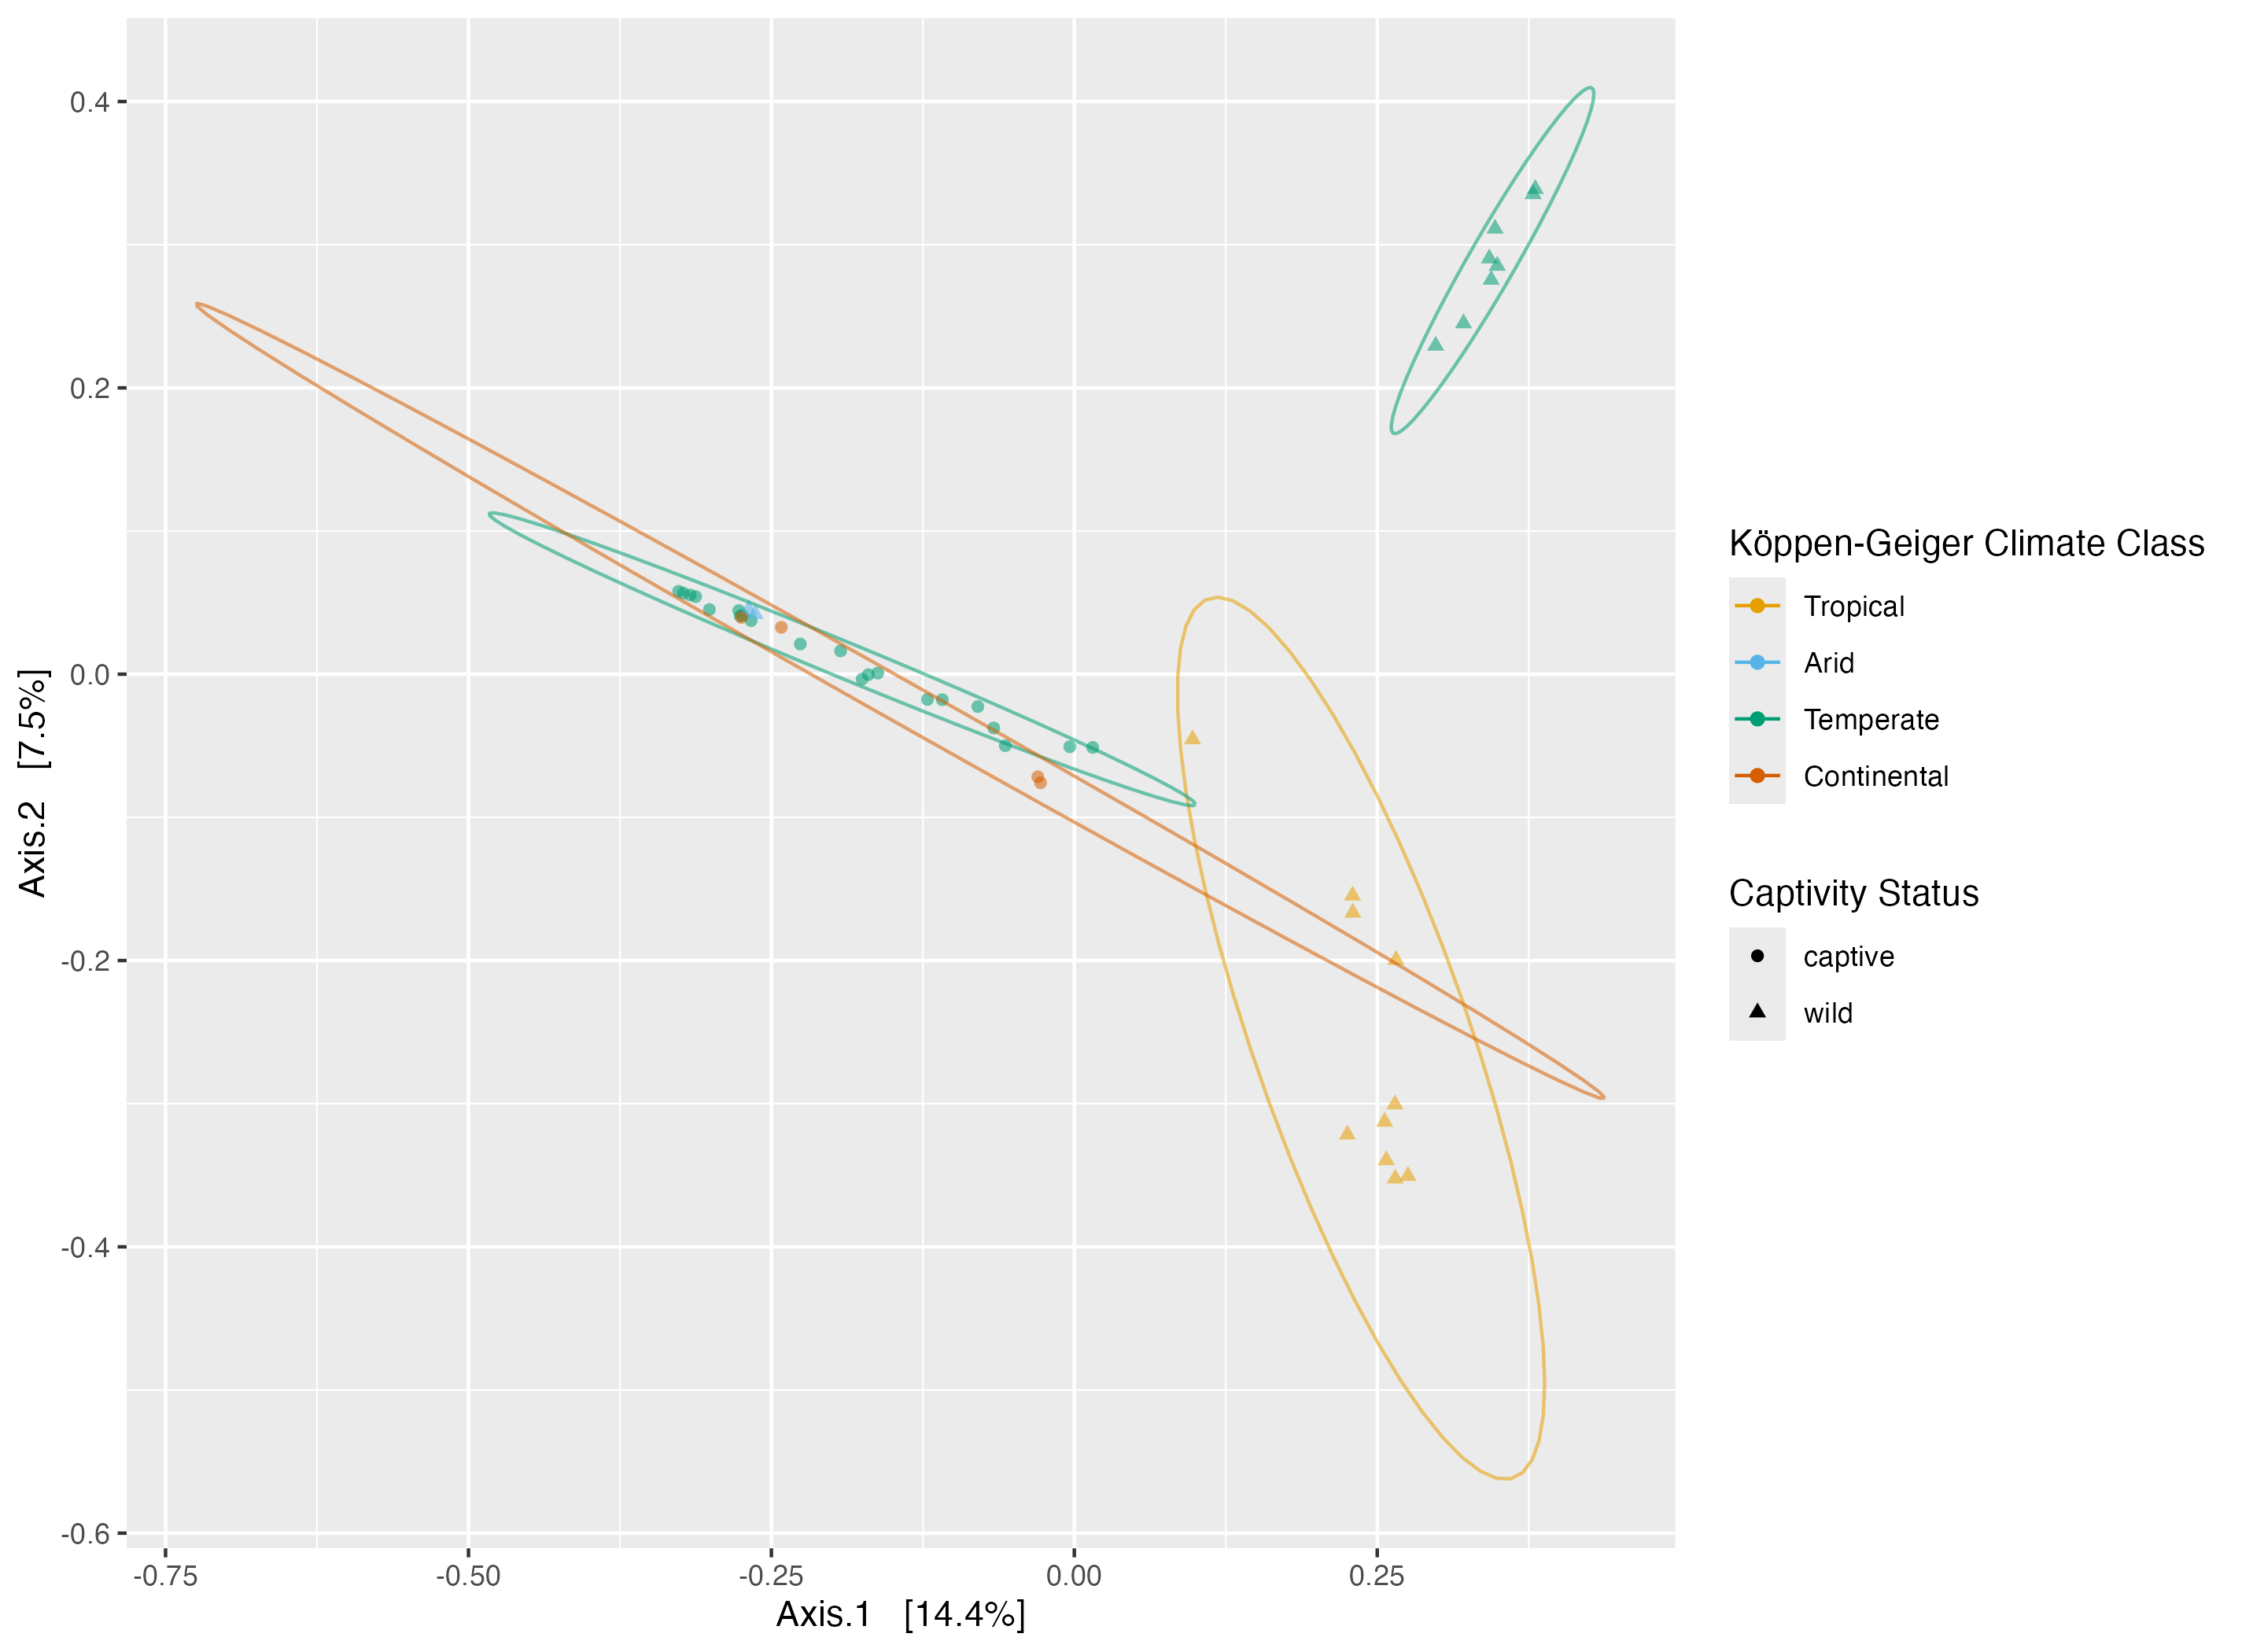 0.4
0.2
0.0
-0.2
-0.4
-0.6
Axis.2 [7.5%]
-0.75 -0.50 -0.25 0.00 0.25
Axis.1 [14.4%]
Köppen-Geiger Climate Class
Tropical
Arid
Temperate
Continental
Captivity Status
captive
wild